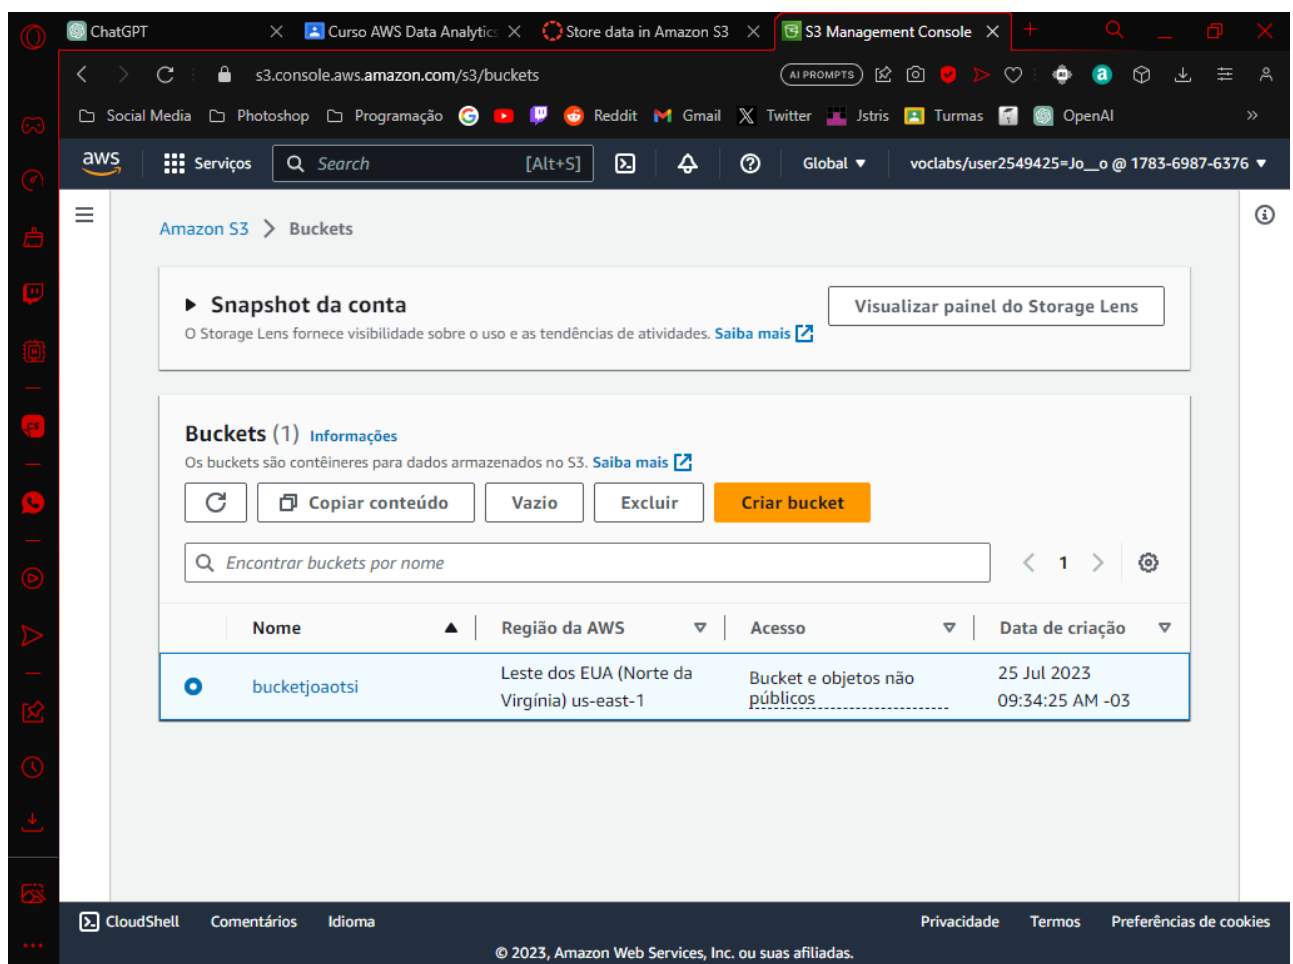 ChatGPT
Curso AWS Data Analytics
Store data in Amazon S3
S3 Management Console
s3.console.aws.amazon.com/s3/buckets
AI PROMPTS
Social Media
Photoshop
Programação
Reddit
Gmail
Twitter
Jstris
Turmas
OpenAI
aws
Serviços
Search
[Alt+S]
Global
voclabs/user2549425=Jo__o @ 1783-6987-6376
Amazon S3
Buckets
Snapshot da conta
Visualizar painel do Storage Lens
O Storage Lens fornece visibilidade sobre o uso e as tendências de atividades. Saiba mais
Buckets (1) Informações
Os buckets são contêineres para dados armazenados no S3. Saiba mais
Copiar conteúdo
Vazio
Excluir
Criar bucket
Encontrar buckets por nome
1
Nome
Região da AWS
Acesso
Data de criação
bucketjoaotsi
Leste dos EUA (Norte da
Virgínia) us-east-1
Bucket e objetos não
públicos
25 Jul 2023
09:34:25 AM -03
CloudShell
Comentários
Idioma
Privacidade
Termos
Preferências de cookies
© 2023, Amazon Web Services, Inc. ou suas afiliadas.